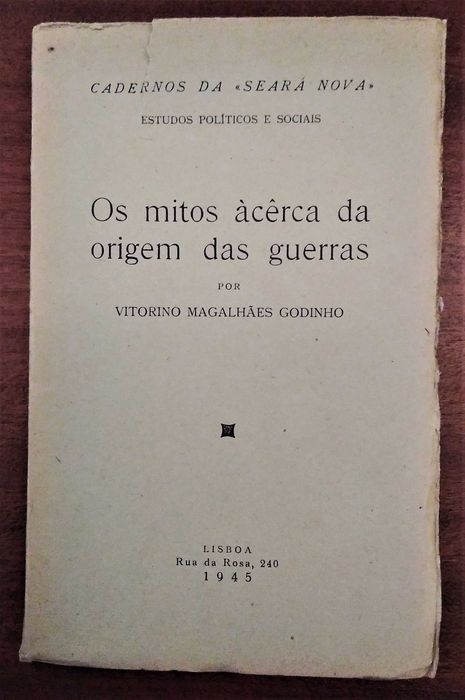 CADERNOS DA «SEARA NOVA»
ESTUDOS POLÍTICOS E SOCIAIS
Os mitos àcêrca da
origem das guerras
POR
VITORINO MAGALHÃES GODINHO
LISBOA
Rua da Rosa, 240
1945